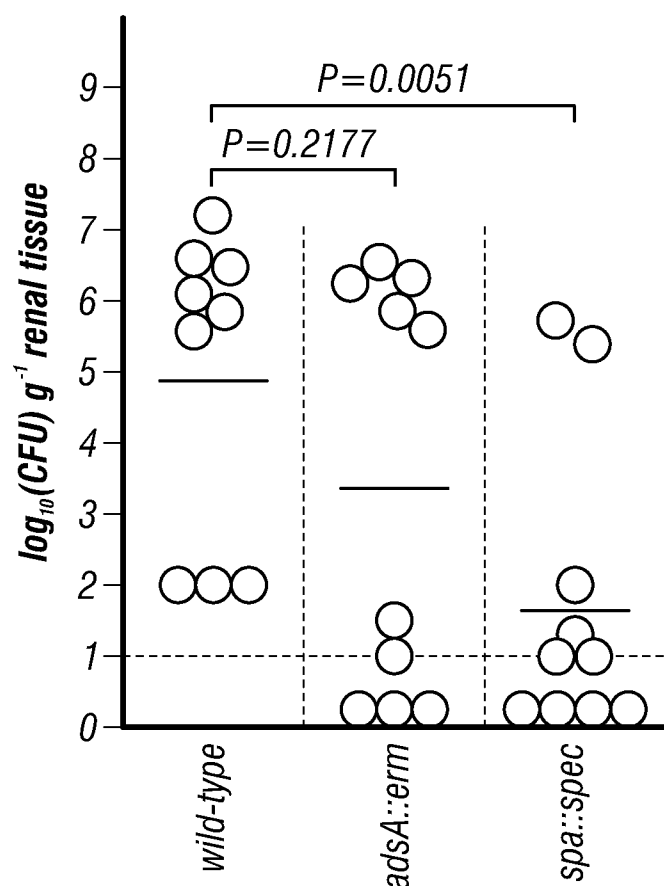 P=0.0051
P=0.2177
9
8
7
6
5
4
3
2
1
0
log₁₀(CFU) g⁻¹ renal tissue
wild-type
adsA::erm
spa::spec